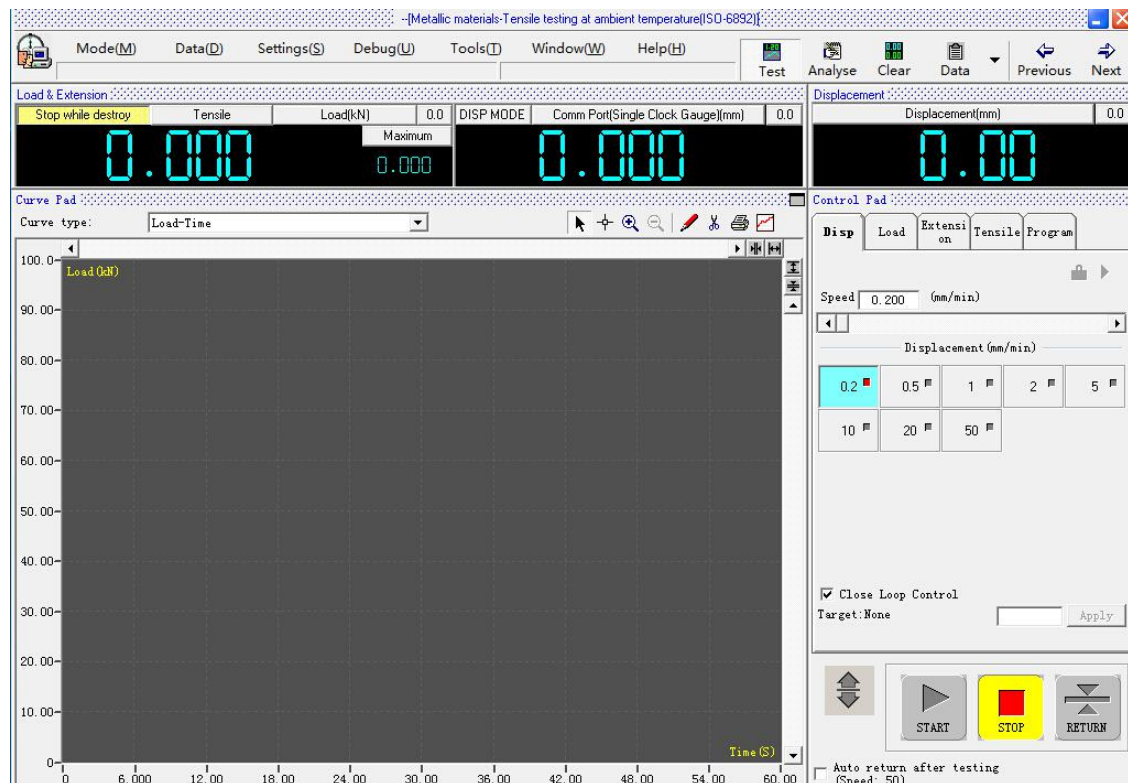 --[Metallic materials-Tensile testing at ambient temperature(ISO-6892)]
Mode(M) Data(D) Settings(S) Debug(U) Tools(T) Window(W) Help(H)
Test Analyse Clear Data Previous Next
Load & Extension
Stop while destroy Tensile Load(kN) 0.0 DISP MODE Comm Port(Single Clock Gauge)(mm) 0.0
Maximum
0.000 0.000 0.000
Displacement
Displacement(mm) 0.0
0.00
Curve Pad
Curve type: Load-Time
Load(kN)
100.0
90.00
80.00
70.00
60.00
50.00
40.00
30.00
20.00
10.00
0
Time(S)
0 6.000 12.00 18.00 24.00 30.00 36.00 42.00 48.00 54.00 60.00
Control Pad
Disp Load Extensi
on Tensile Program
Speed 0.200 (mm/min)
Displacement(mm/min)
0.2 0.5 1 2 5
10 20 50
Close Loop Control
Target:None Apply
START STOP RETURN
Auto return after testing
(Speed: 50)